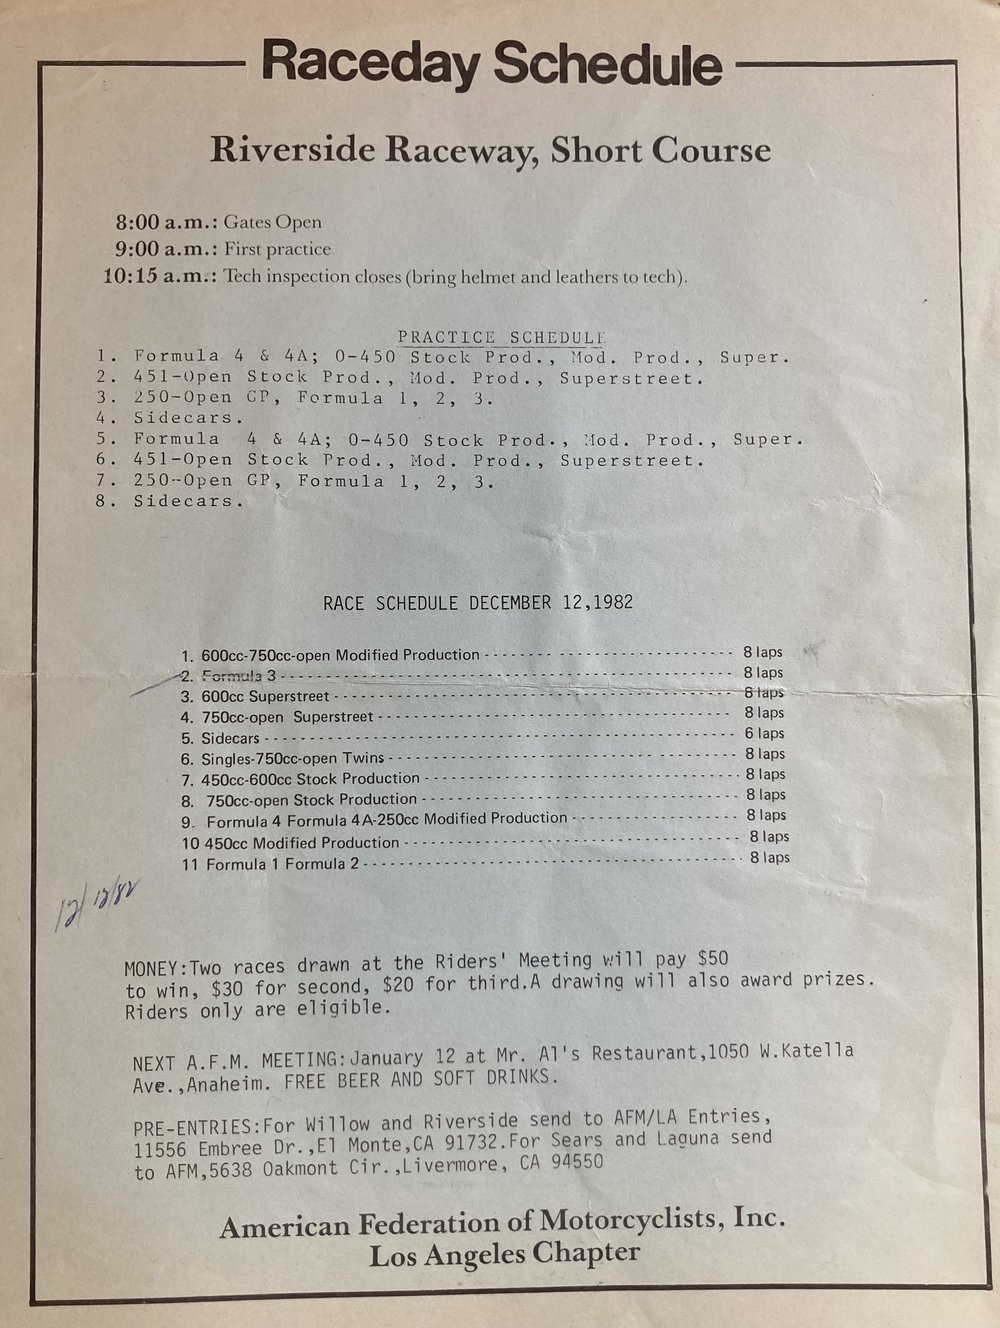 Raceday Schedule
Riverside Raceway, Short Course
8:00 a.m.: Gates Open
9:00 a.m.: First practice
10:15 a.m.: Tech inspection closes (bring helmet and leathers to tech).
PRACTICE SCHEDULE
1. Formula 4 & 4A; 0-450 Stock Prod., Mod. Prod., Super.
2. 451-Open Stock Prod., Mod. Prod., Superstreet.
3. 250-Open GP, Formula 1, 2, 3.
4. Sidecars.
5. Formula 4 & 4A; 0-450 Stock Prod., Mod. Prod., Super.
6. 451-Open Stock Prod., Mod. Prod., Superstreet.
7. 250--Open GP, Formula 1, 2, 3.
8. Sidecars.
RACE SCHEDULE DECEMBER 12,1982
1. 600cc-750cc-open Modified Production - - - - - - - - - - - - - - - - - - - - - - - - 8 laps
2. Formula 3 - - - - - - - - - - - - - - - - - - - - - - - - - - - - - - - - - - - - - - - - 8 laps
3. 600cc Superstreet - - - - - - - - - - - - - - - - - - - - - - - - - - - - - - - - - - - 8 laps
4. 750cc-open Superstreet - - - - - - - - - - - - - - - - - - - - - - - - - - - - - - - - 8 laps
5. Sidecars - - - - - - - - - - - - - - - - - - - - - - - - - - - - - - - - - - - - - - - - - 6 laps
6. Singles-750cc-open Twins - - - - - - - - - - - - - - - - - - - - - - - - - - - - - - 8 laps
7. 450cc-600cc Stock Production - - - - - - - - - - - - - - - - - - - - - - - - - - - 8 laps
8. 750cc-open Stock Production - - - - - - - - - - - - - - - - - - - - - - - - - - - 8 laps
9. Formula 4 Formula 4A-250cc Modified Production - - - - - - - - - - - - - - 8 laps
10 450cc Modified Production - - - - - - - - - - - - - - - - - - - - - - - - - - - - - 8 laps
11 Formula 1 Formula 2 - - - - - - - - - - - - - - - - - - - - - - - - - - - - - - - - - 8 laps
12/12/82
MONEY:Two races drawn at the Riders' Meeting will pay $50
to win, $30 for second, $20 for third.A drawing will also award prizes.
Riders only are eligible.
NEXT A.F.M. MEETING:January 12 at Mr. Al's Restaurant,1050 W.Katella
Ave.,Anaheim. FREE BEER AND SOFT DRINKS.
PRE-ENTRIES:For Willow and Riverside send to AFM/LA Entries,
11556 Embree Dr.,El Monte,CA 91732.For Sears and Laguna send
to AFM,5638 Oakmont Cir.,Livermore, CA 94550
American Federation of Motorcyclists, Inc.
Los Angeles Chapter